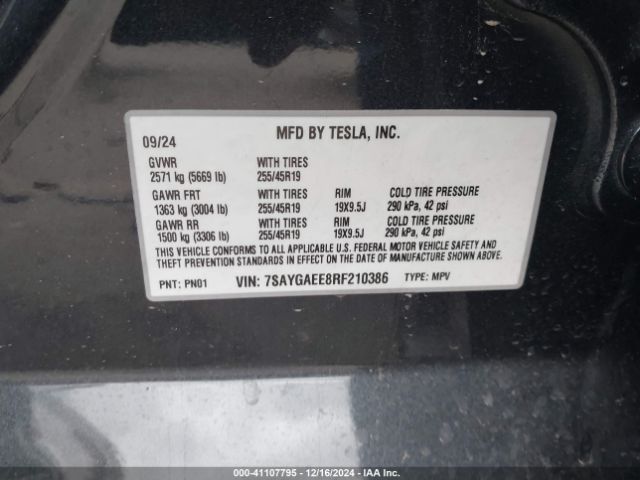 09/24 MFD BY TESLA, INC.
GVWR WITH TIRES
2571 kg (5669 lb) 255/45R19
GAWR FRT WITH TIRES RIM COLD TIRE PRESSURE
1363 kg (3004 lb) 255/45R19 19X9.5J 290 kPa, 42 psi
GAWR RR WITH TIRES RIM COLD TIRE PRESSURE
1500 kg (3306 lb) 255/45R19 19X9.5J 290 kPa, 42 psi
THIS VEHICLE CONFORMS TO ALL APPLICABLE U.S. FEDERAL MOTOR VEHICLE SAFETY AND
THEFT PREVENTION STANDARDS IN EFFECT ON THE DATE OF MANUFACTURE SHOWN ABOVE.
PNT: PN01 VIN: 7SAYGAEE8RF210386 TYPE: MPV
000-41107795 - 12/16/2024 - IAA Inc.